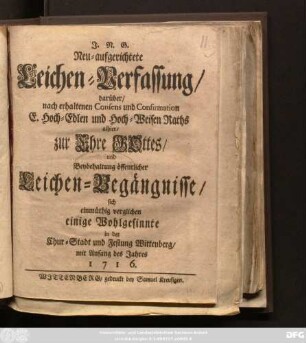 J. N. G.
Neu-aufgerichtete
Leichen-Verfassung/
darüber/
nach erhaltenen Consens und Confirmation
E. Hoch-Edlen und Hoch-Weisen Raths
allhier/
zur Ehre GOttes/
und
Beybehaltung öffentlicher
Leichen-Begängnisse/
sich
einmüthig verglichen
einige Wohlgesinnte
in der
Chur-Stadt und Festung Wittenberg/
mit Anfang des Jahres
1716.
WITTENBERG, gedruckt bey Samuel Kreusigen.